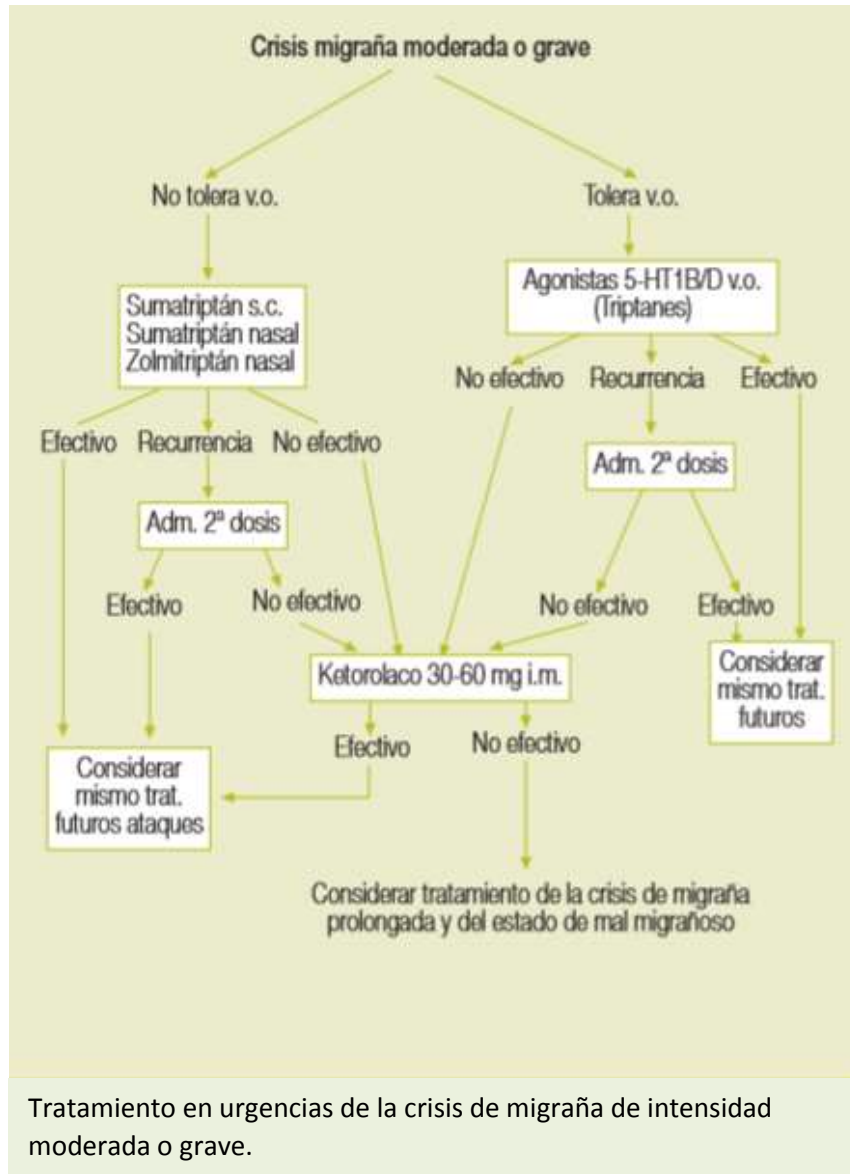 Crisis migraña moderada o grave
No tolera v.o.
Tolera v.o.
Sumatriptán s.c.
Sumatriptán nasal
Zolmitriptán nasal
Agonistas 5-HT1B/D v.o.
(Triptanes)
No efectivo Recurrencia Efectivo
Efectivo Recurrencia No efectivo
Adm. 2ª dosis
Adm. 2ª dosis
Efectivo
No efectivo
No efectivo
Efectivo
Ketorolaco 30-60 mg i.m.
Considerar
mismo trat.
futuros
Efectivo
No efectivo
Considerar
mismo trat.
futuros ataques
Considerar tratamiento de la crisis de migraña
prolongada y del estado de mal migrañoso
Tratamiento en urgencias de la crisis de migraña de intensidad
moderada o grave.